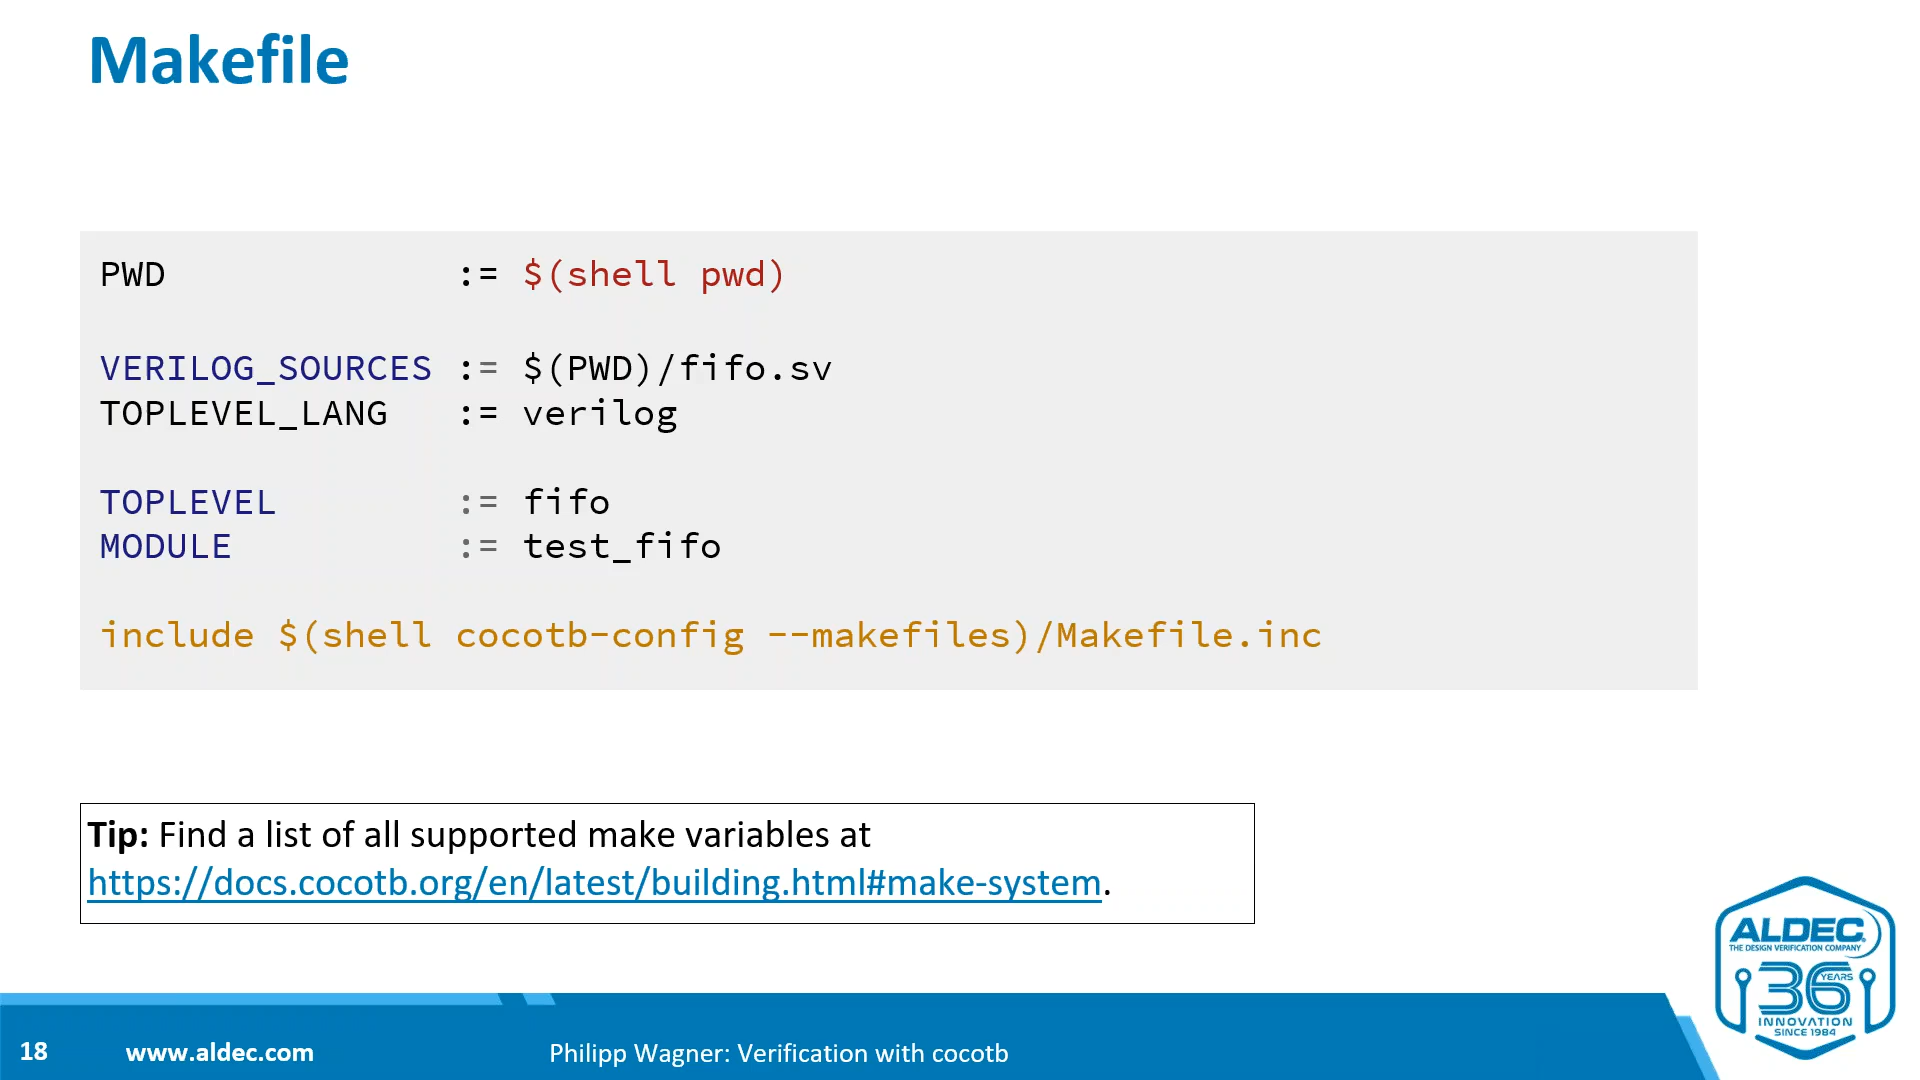 Makefile
PWD := $(shell pwd)
VERILOG_SOURCES := $(PWD)/fifo.sv
TOPLEVEL_LANG := verilog
TOPLEVEL := fifo
MODULE := test_fifo
include $(shell cocotb-config --makefiles)/Makefile.inc
Tip: Find a list of all supported make variables at
https://docs.cocotb.org/en/latest/building.html#make-system.
ALDEC
THE DESIGN VERIFICATION COMPANY
36 YEARS
INNOVATION
SINCE 1984
18 www.aldec.com Philipp Wagner: Verification with cocotb